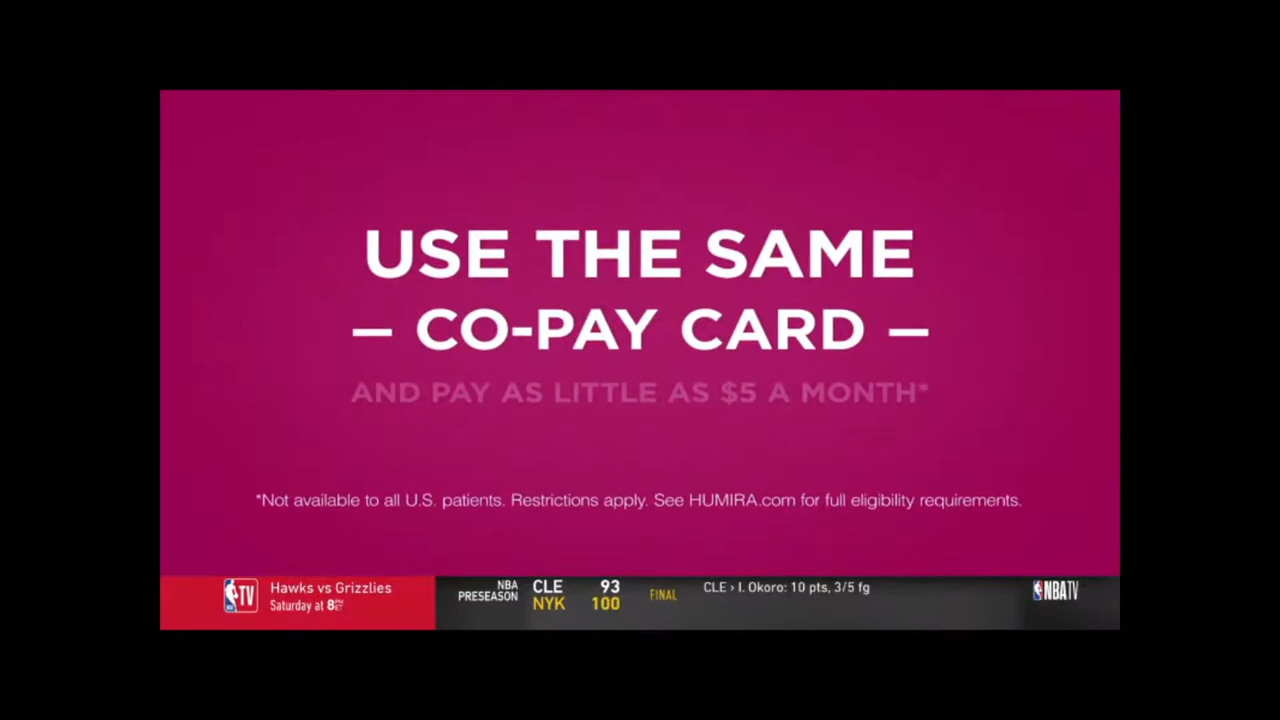 USE THE SAME
– CO-PAY CARD –
AND PAY AS LITTLE AS $5 A MONTH*
*Not available to all U.S. patients. Restrictions apply. See HUMIRA.com for full eligibility requirements.
TV Hawks vs Grizzlies
Saturday at 8
NBA
PRESEASON
CLE 93
NYK 100
FINAL
CLE › I. Okoro: 10 pts, 3/5 fg
NBATV